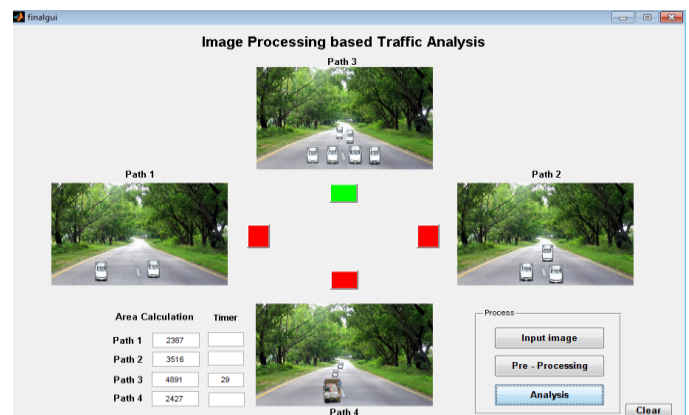 finalgui
Image Processing based Traffic Analysis
Path 3
Path 1
Path 2
Area Calculation Timer
Path 1 2387
Path 2 3516
Path 3 4891 29
Path 4 2427
Path 4
Process
Input image
Pre - Processing
Analysis
Clear